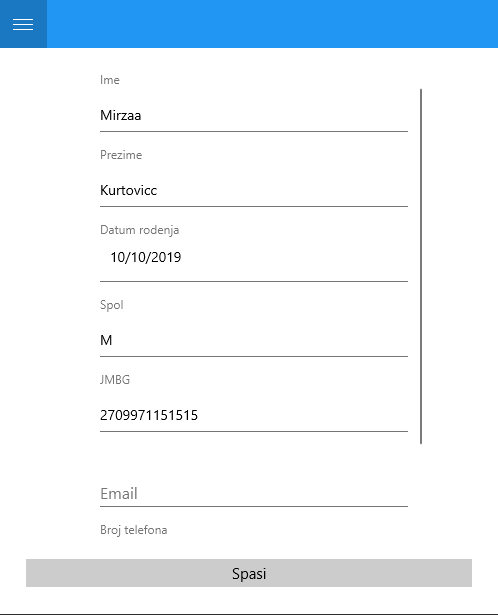 Ime
Mirzaa
Prezime
Kurtovicc
Datum rodenja
10/10/2019
Spol
M
JMBG
2709971151515
Email
Broj telefona
Spasi